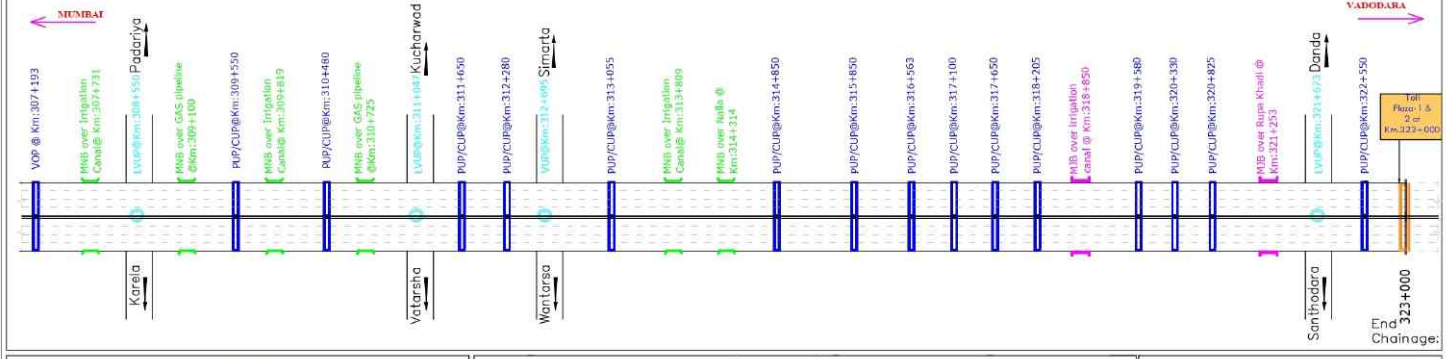 MUMBAI
VADODARA
VOP @ Km:307+193
MNB over Irrigation
Canal@ Km:307+731
LVUP@Km:308+550
Padariya
MNB over GAS pipeline
@Km:309+100
PUP/CUP@Km:309+550
MNB over Irrigation
Canal@ Km:309+819
PUP/CUP@Km:310+480
MNB over GAS pipeline
@Km:310+725
LVUP@Km:311+047
Kucharwad
PUP/CUP@Km:311+650
PUP/CUP@Km:312+280
VUP@Km:312+695
Simarta
PUP/CUP@Km:313+055
MNB over Irrigation
Canal@ Km:313+809
MNB over Nalla @
Km:314+314
PUP/CUP@Km:314+850
PUP/CUP@Km:315+850
PUP/CUP@Km:316+563
PUP/CUP@Km:317+100
PUP/CUP@Km:317+650
PUP/CUP@Km:318+205
MJB over Irrigation
canal @ Km:318+850
PUP/CUP@Km:319+580
PUP/CUP@Km:320+330
PUP/CUP@Km:320+825
MJB over Rupe Khadi @
Km:321+253
LVUP@Km:321+673
Danda
PUP/CUP@Km:322+550
Toll
Plaza-1 &
2 at
Km.323+000
Karela
Vatarsha
Wantarsa
Santhodara
End
Chainage:
323+000